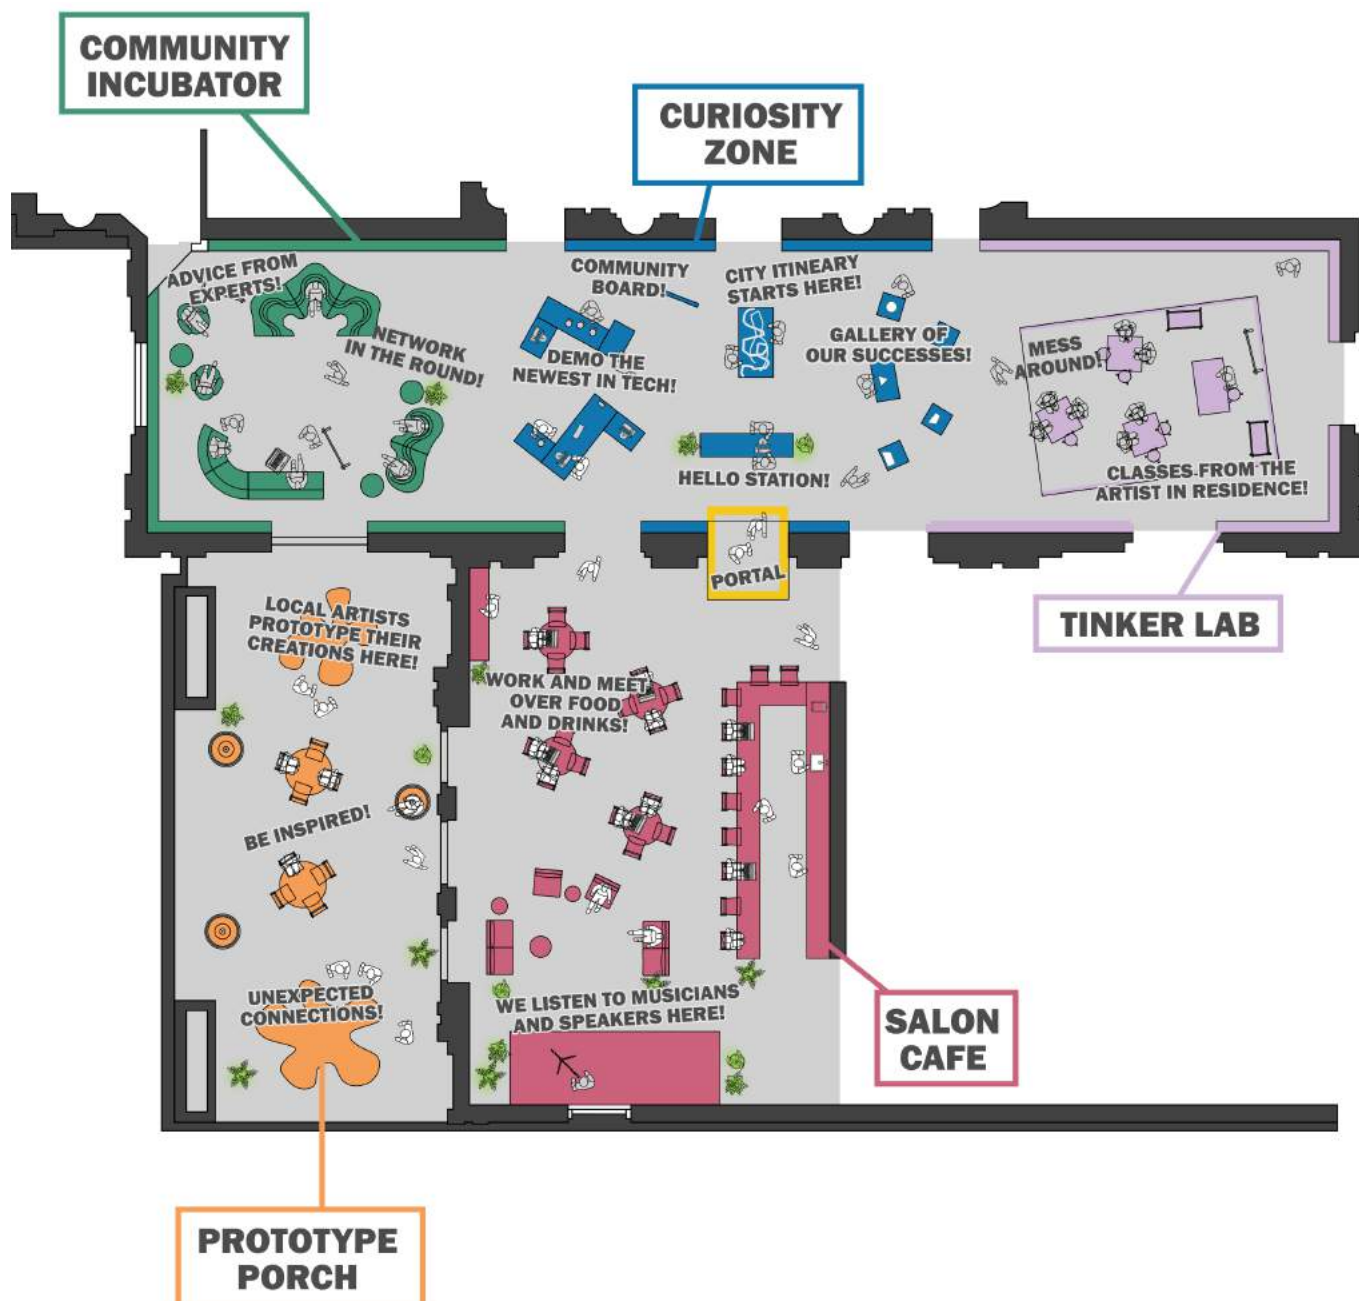 COMMUNITY
INCUBATOR
CURIOSITY
ZONE
ADVICE FROM
EXPERTS!
NETWORK
IN THE ROUND!
COMMUNITY
BOARD!
DEMO THE
NEWEST IN TECH!
CITY ITINEARY
STARTS HERE!
GALLERY OF
OUR SUCCESSES!
HELLO STATION!
MESS
AROUND!
CLASSES FROM THE
ARTIST IN RESIDENCE!
PORTAL
TINKER LAB
LOCAL ARTISTS
PROTOTYPE THEIR
CREATIONS HERE!
WORK AND MEET
OVER FOOD
AND DRINKS!
BE INSPIRED!
UNEXPECTED
CONNECTIONS!
WE LISTEN TO MUSICIANS
AND SPEAKERS HERE!
SALON
CAFE
PROTOTYPE
PORCH